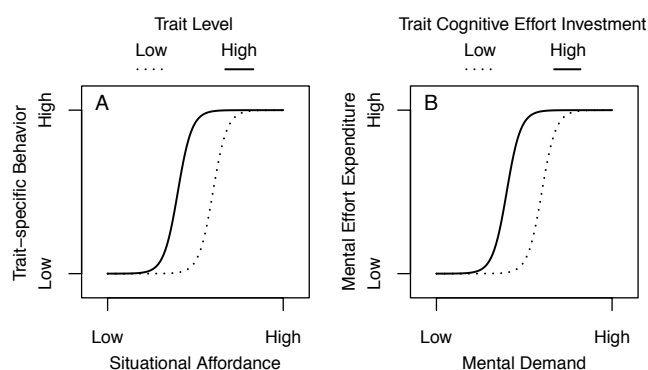 Trait Level
Low High
A
Trait-specific Behavior
High
Low
Low High
Situational Affordance
Trait Cognitive Effort Investment
Low High
B
Mental Effort Expenditure
High
Low
Low High
Mental Demand